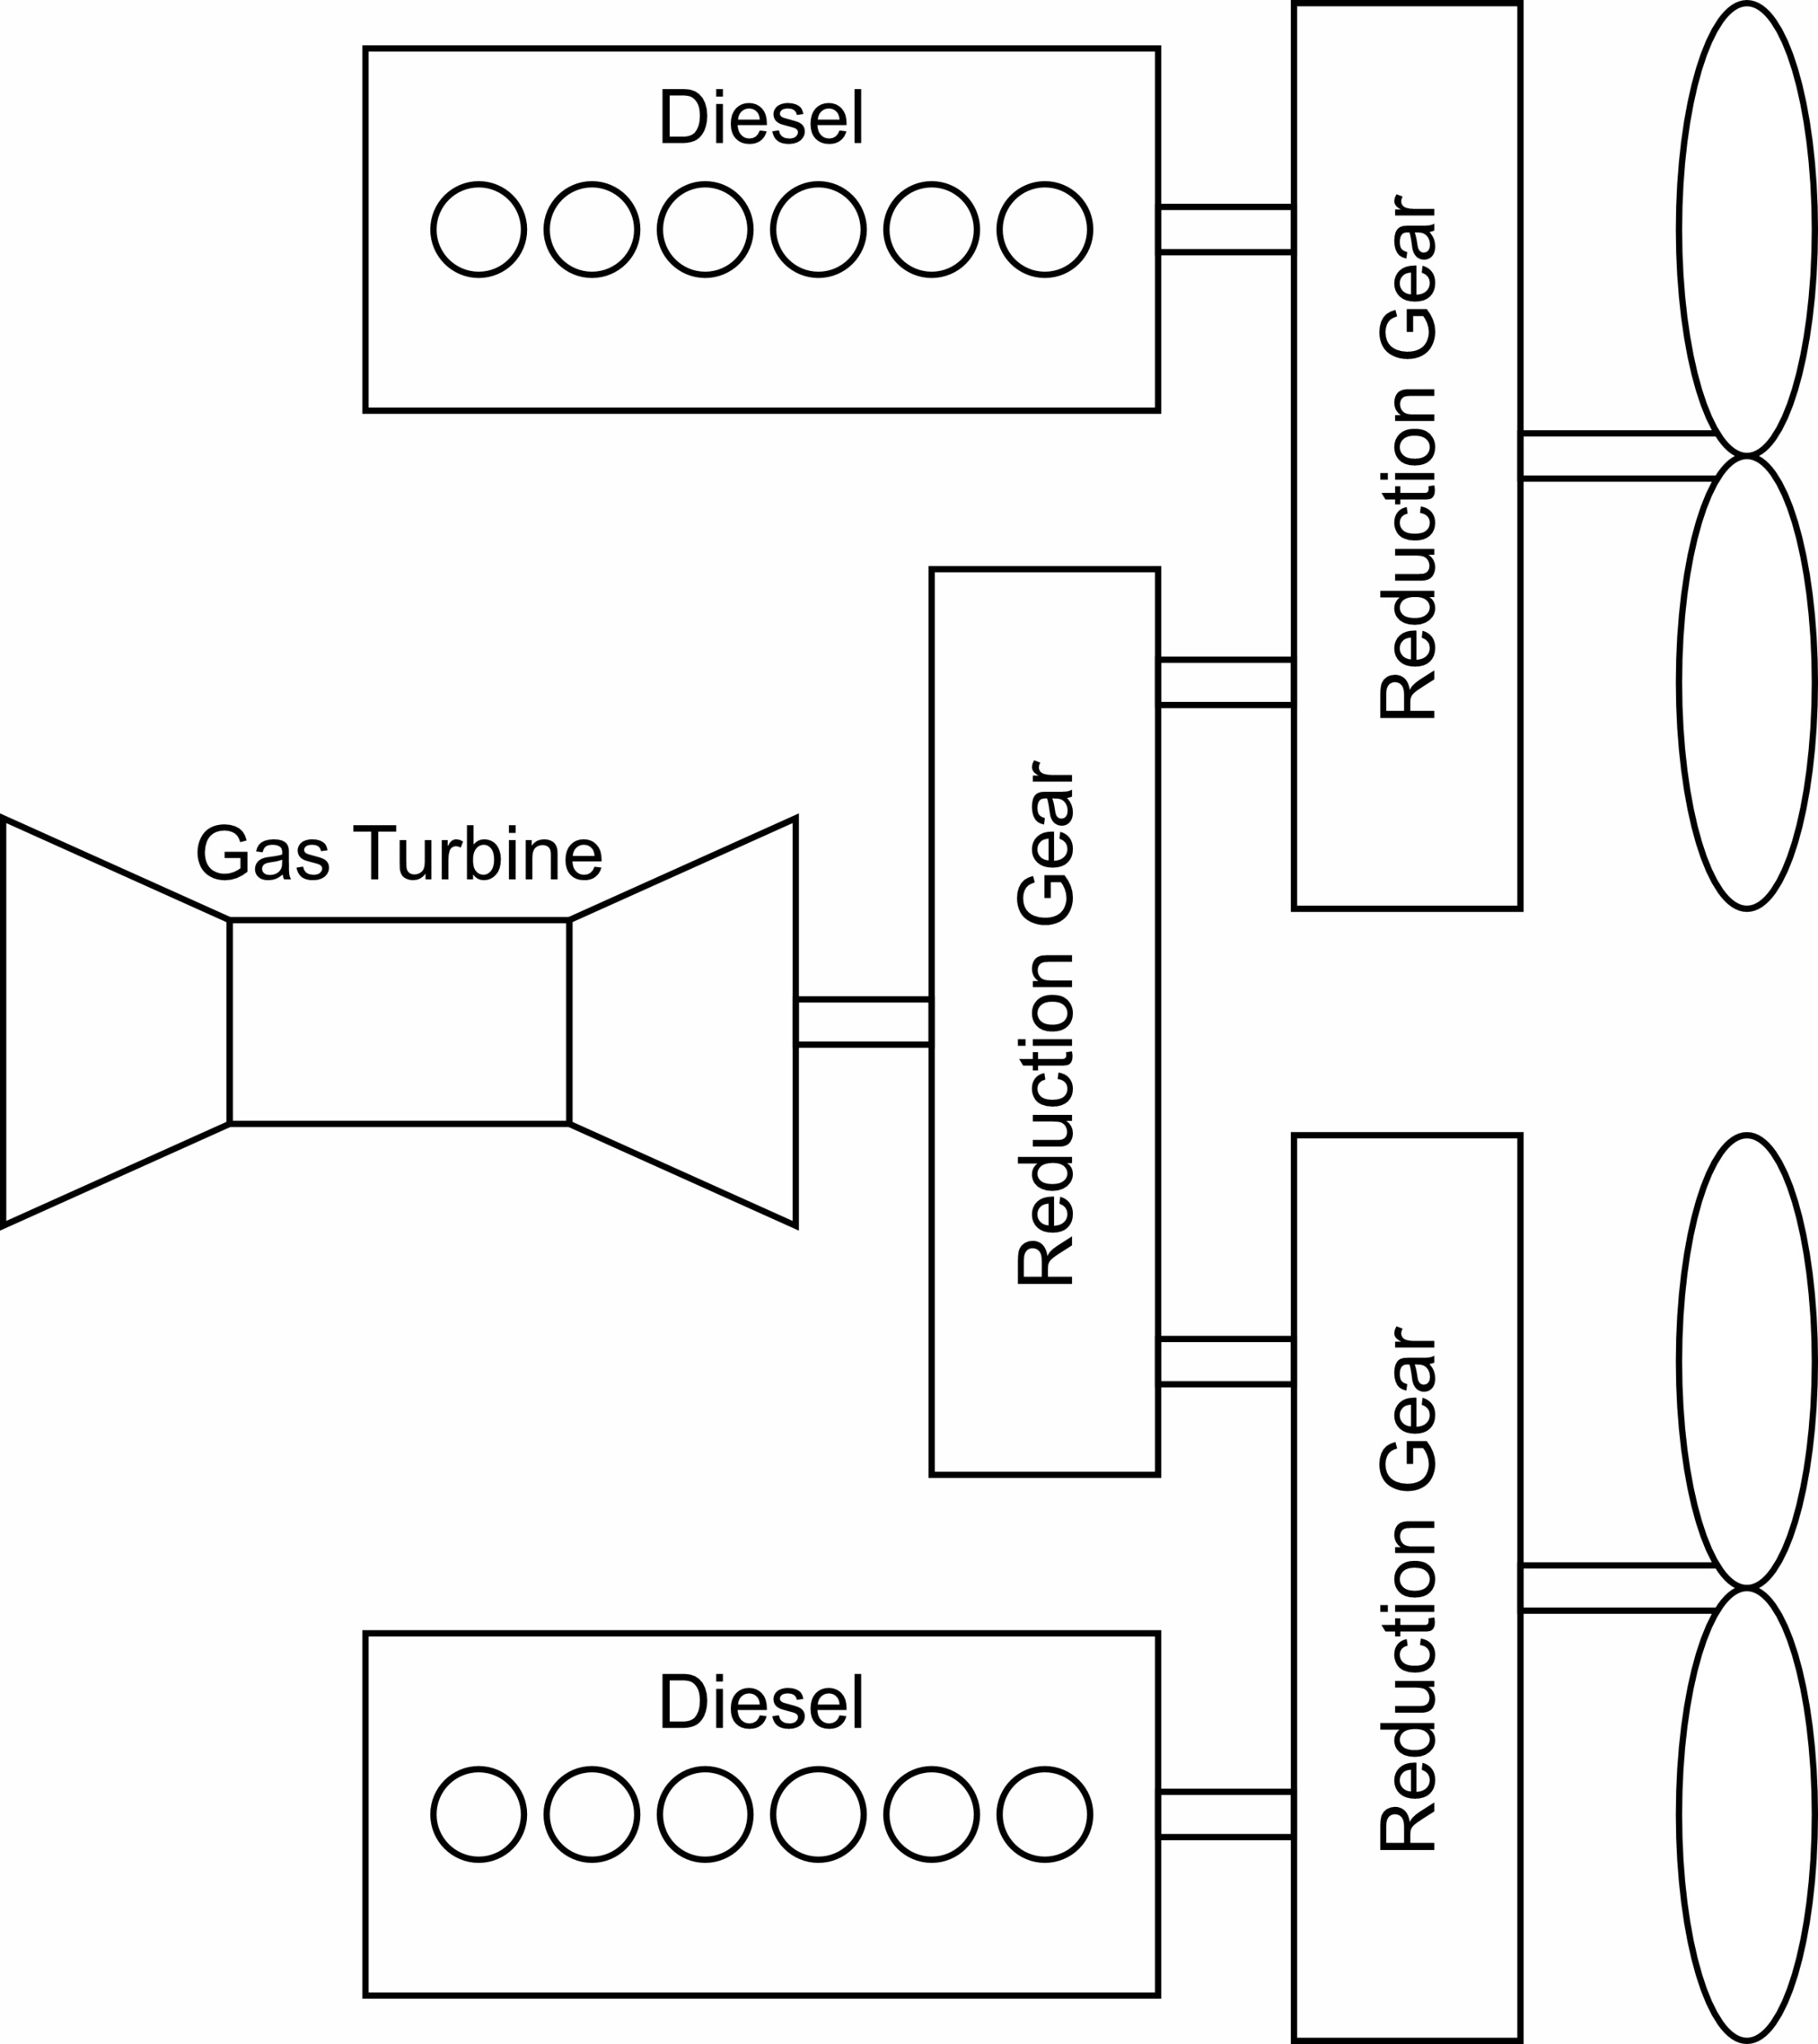 Diesel
Reduction Gear
Gas Turbine
Reduction Gear
Reduction Gear
Diesel